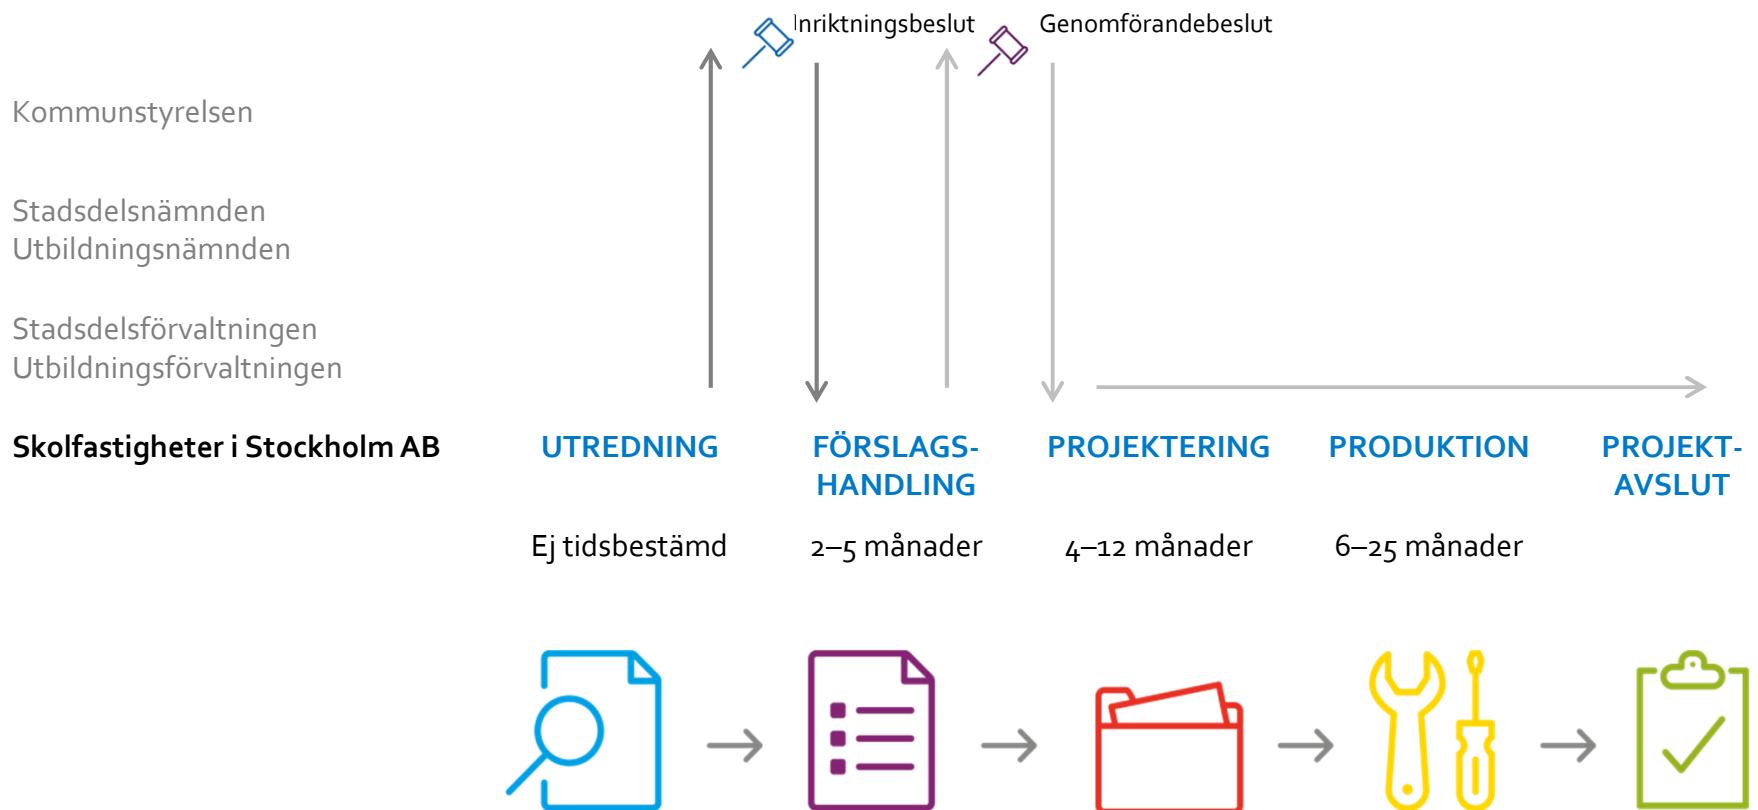 Inriktningsbeslut
Genomförandebeslut
Kommunstyrelsen
Stadsdelsnämnden
Utbildningsnämnden
Stadsdelsförvaltningen
Utbildningsförvaltningen
Skolfastigheter i Stockholm AB
UTREDNING
FÖRSLAGS-
HANDLING
PROJEKTERING
PRODUKTION
PROJEKT-
AVSLUT
Ej tidsbestämd
2–5 månader
4–12 månader
6–25 månader